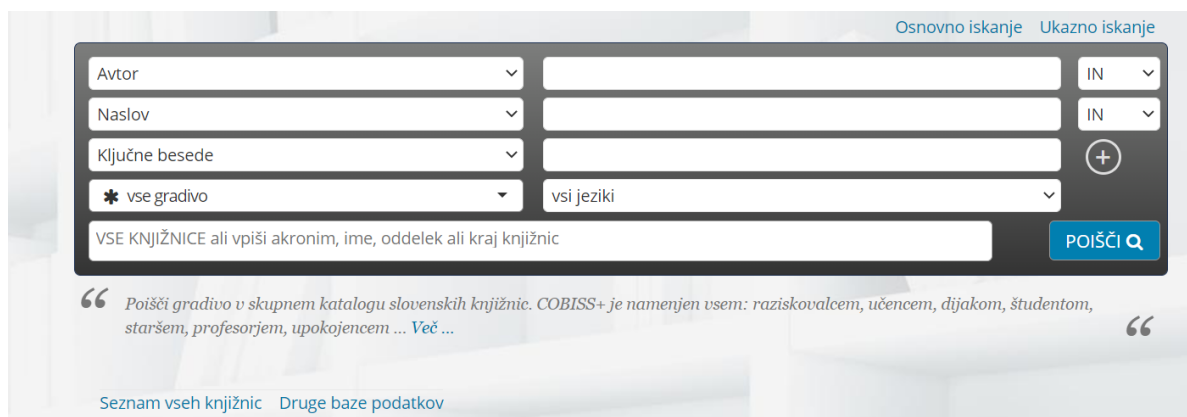 Osnovno iskanje Ukazno iskanje
Avtor IN
Naslov IN
Ključne besede
vse gradivo vsi jeziki
VSE KNJIŽNICE ali vpiši akronim, ime, oddelek ali kraj knjižnic POIŠČI
Poišči gradivo v skupnem katalogu slovenskih knjižnic. COBISS+ je namenjen vsem: raziskovalcem, učencem, dijakom, študentom,
staršem, profesorjem, upokojencem ... Več ...
Seznam vseh knjižnic Druge baze podatkov